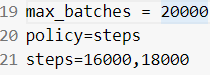 19 max_batches = 20000
20 policy=steps
21 steps=16000,18000